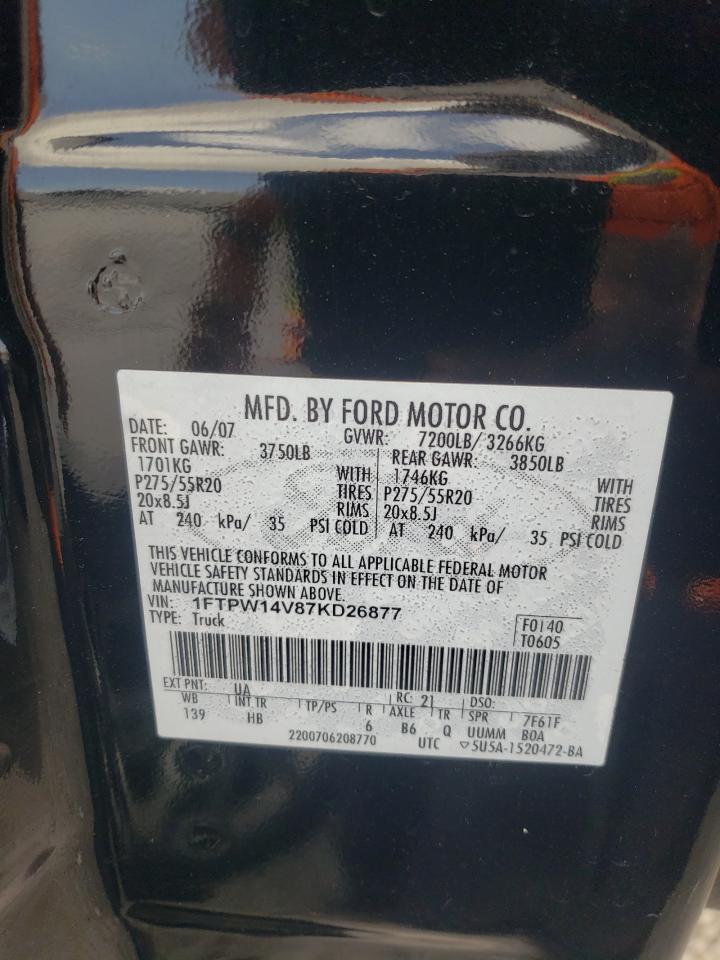 MFD. BY FORD MOTOR CO.
DATE: 06/07 GVWR: 7200LB/ 3266KG
FRONT GAWR: 3750LB REAR GAWR: 3850LB
1701KG WITH 1746KG WITH
P275/55R20 TIRES P275/55R20 TIRES
20x8.5J RIMS 20x8.5J RIMS
AT 240 kPa/ 35 PSI COLD AT 240 kPa/ 35 PSI COLD
THIS VEHICLE CONFORMS TO ALL APPLICABLE FEDERAL MOTOR
VEHICLE SAFETY STANDARDS IN EFFECT ON THE DATE OF
MANUFACTURE SHOWN ABOVE.
VIN: 1FTPW14V87KD26877
TYPE: Truck F0140
T0605
EXT PNT: UA RC: 21 DSO:
WB INT TR TP/PS R AXLE TR SPR 7F61F
139 HB 6 B6 Q UUMM BOA
2200706208770 UTC ▽5U5A-1520472-BA